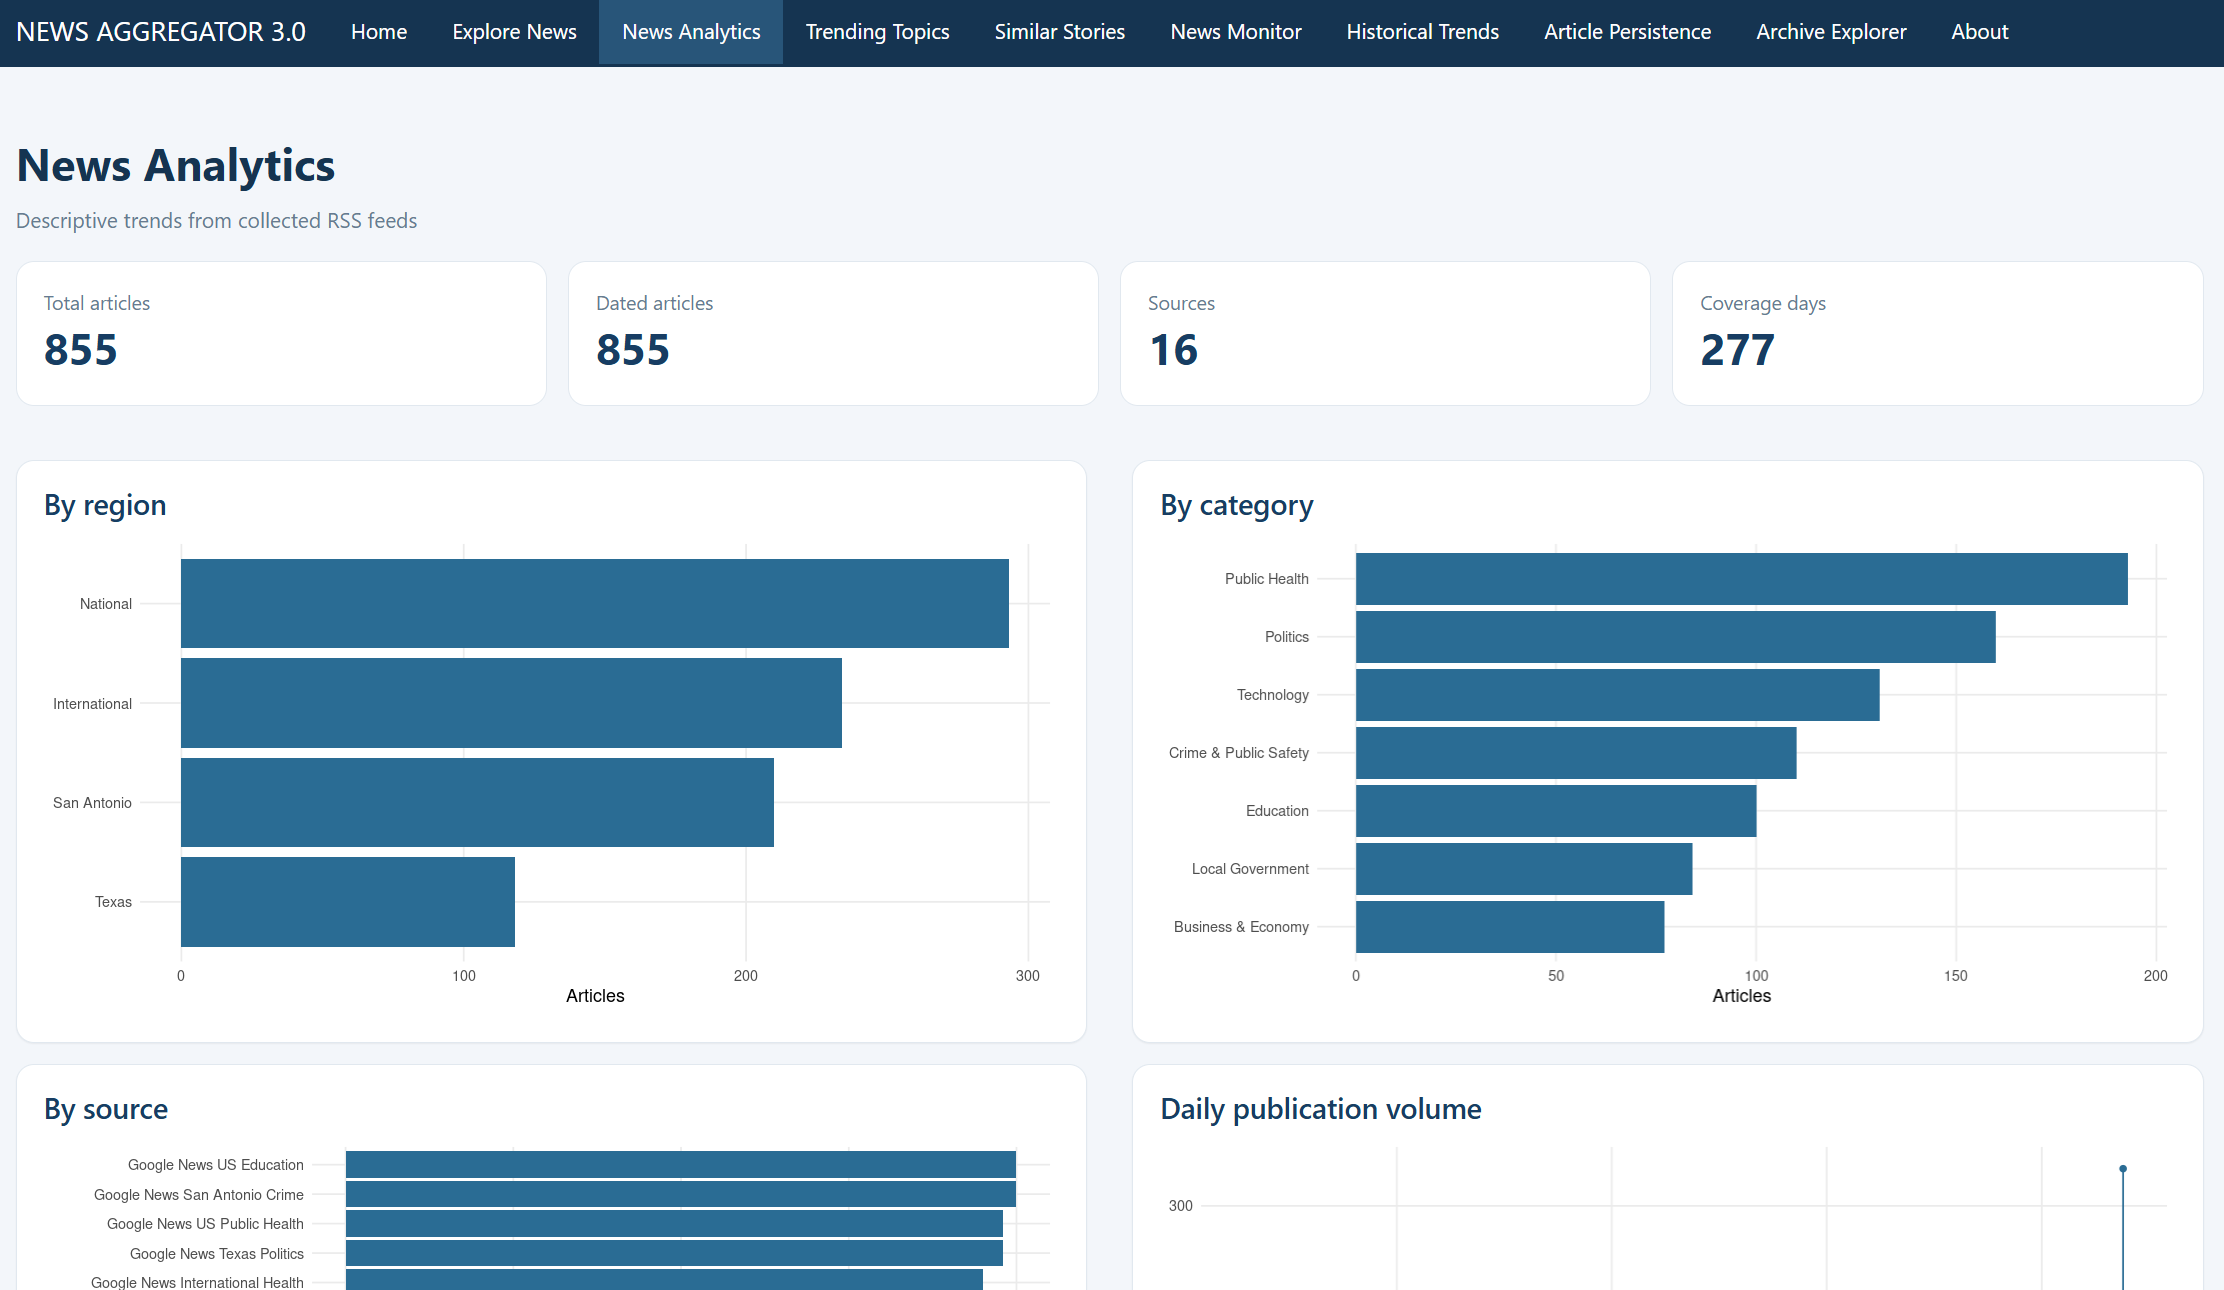 NEWS AGGREGATOR 3.0 Home Explore News News Analytics Trending Topics Similar Stories News Monitor Historical Trends Article Persistence Archive Explorer About
News Analytics
Descriptive trends from collected RSS feeds
Total articles
855
Dated articles
855
Sources
16
Coverage days
277
By region
National
International
San Antonio
Texas
0 100 200 300
Articles
By category
Public Health
Politics
Technology
Crime & Public Safety
Education
Local Government
Business & Economy
0 50 100 150 200
Articles
By source
Google News US Education
Google News San Antonio Crime
Google News US Public Health
Google News Texas Politics
Google News International Health
Daily publication volume
300